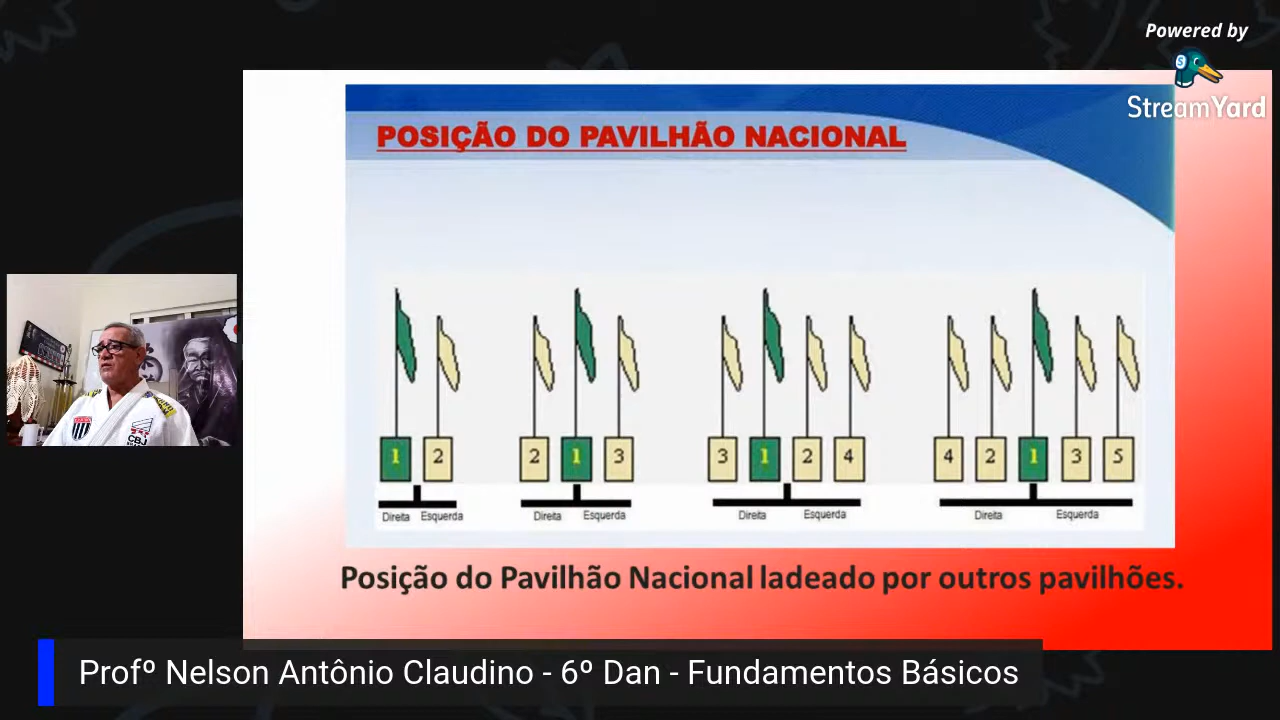 Powered by
StreamYard
POSIÇÃO DO PAVILHÃO NACIONAL
1 2
2 1 3
3 1 2 4
4 2 1 3 5
Direita Esquerda
Direita Esquerda
Direita Esquerda
Direita Esquerda
Posição do Pavilhão Nacional ladeado por outros pavilhões.
CBJ
Profº Nelson Antônio Claudino - 6º Dan - Fundamentos Básicos